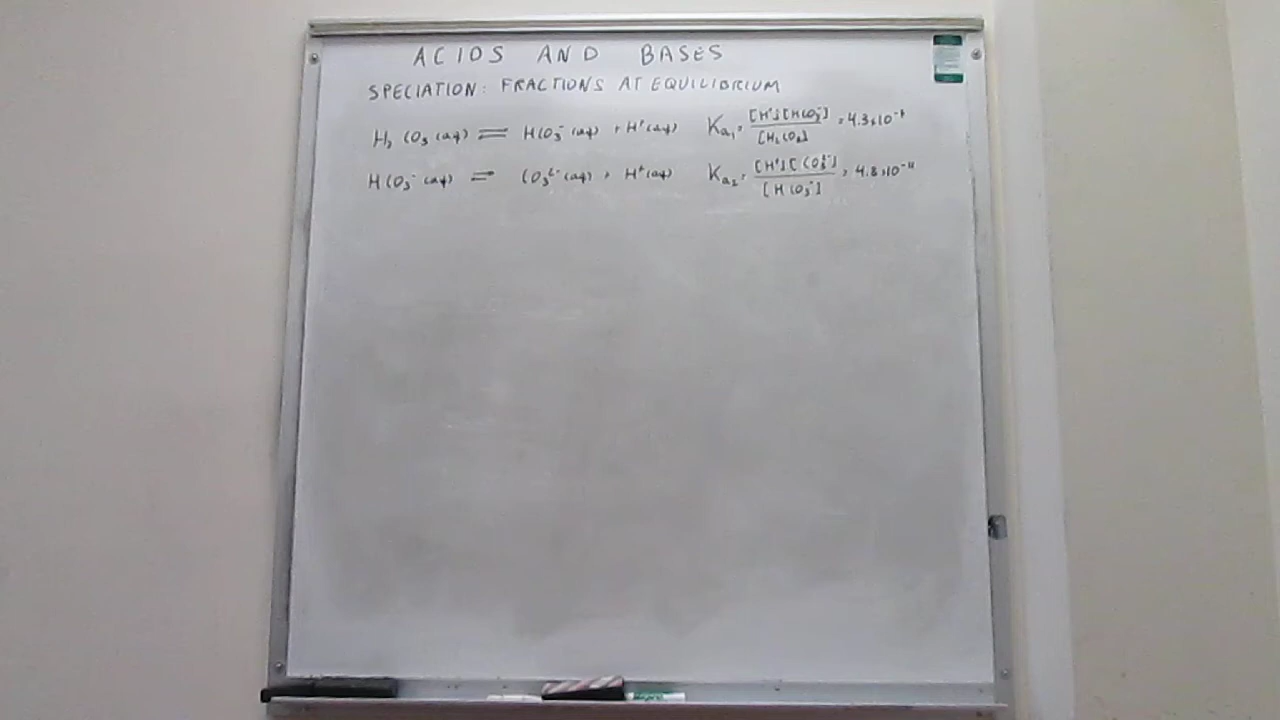 ACIDS AND BASES
SPECIATION: FRACTIONS AT EQUILIBRIUM
H₂CO₃(aq) ⇌ HCO₃⁻(aq) + H⁺(aq) Kₐ₁ = [H⁺][HCO₃⁻]/[H₂CO₃] = 4.3×10⁻⁷
HCO₃⁻(aq) ⇌ CO₃²⁻(aq) + H⁺(aq) Kₐ₂ = [H⁺][CO₃²⁻]/[HCO₃⁻] = 4.8×10⁻¹¹